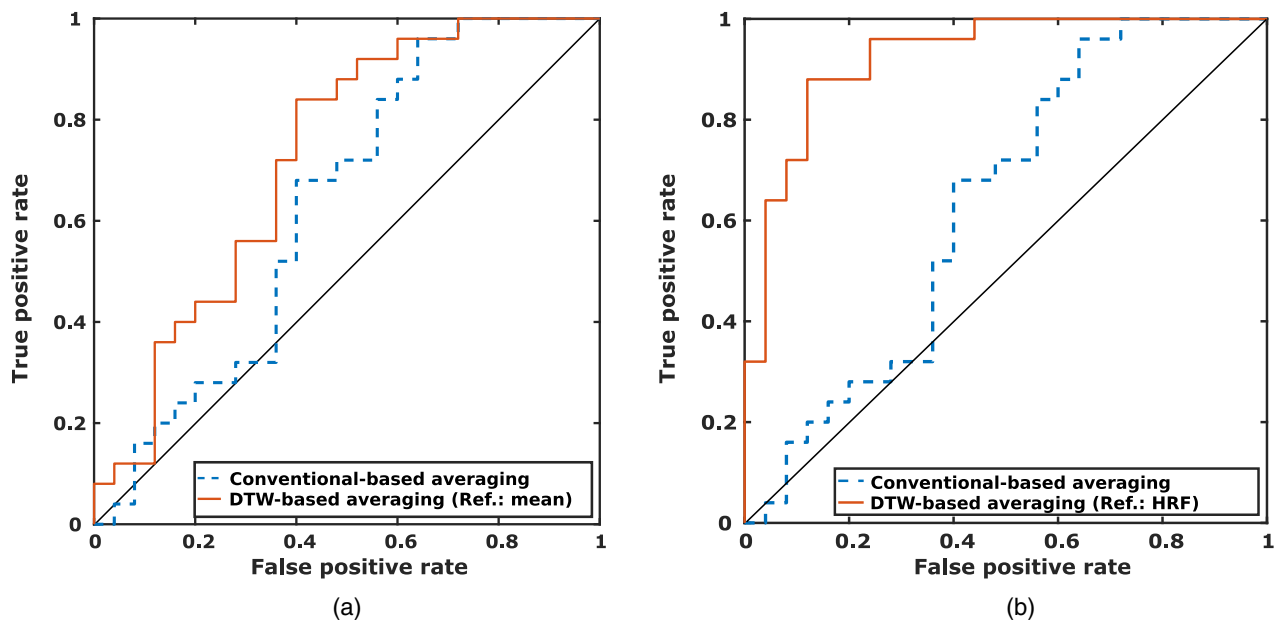 1
0.8
0.6
0.4
0.2
0
True positive rate
Conventional-based averaging
DTW-based averaging (Ref.: mean)
0 0.2 0.4 0.6 0.8 1
False positive rate
(a)
1
0.8
0.6
0.4
0.2
0
True positive rate
Conventional-based averaging
DTW-based averaging (Ref.: HRF)
0 0.2 0.4 0.6 0.8 1
False positive rate
(b)